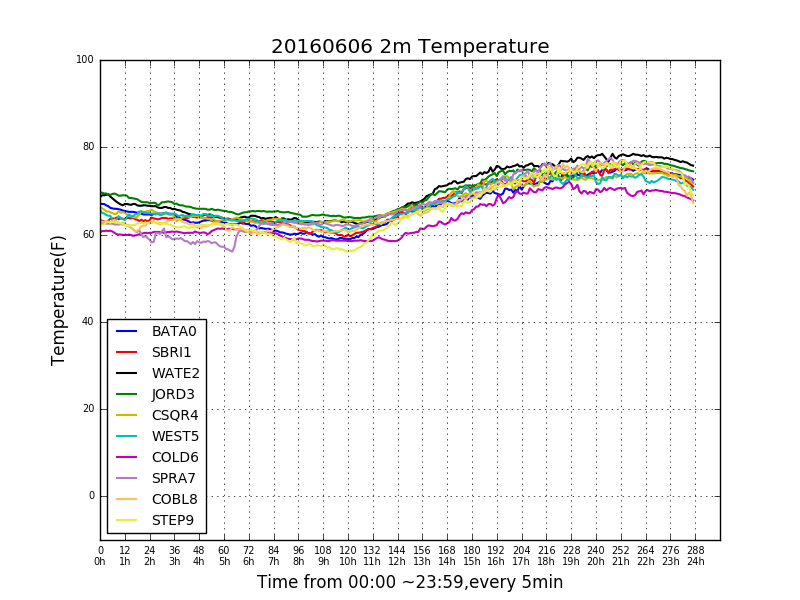 20160606 2m Temperature
100
80
60
40
20
0
Temperature(F)
BATA0
SBRI1
WATE2
JORD3
CSQR4
WEST5
COLD6
SPRA7
COBL8
STEP9
0 12 24 36 48 60 72 84 96 108 120 132 144 156 168 180 192 204 216 228 240 252 264 276 288
0h 1h 2h 3h 4h 5h 6h 7h 8h 9h 10h 11h 12h 13h 14h 15h 16h 17h 18h 19h 20h 21h 22h 23h 24h
Time from 00:00 ~23:59,every 5min